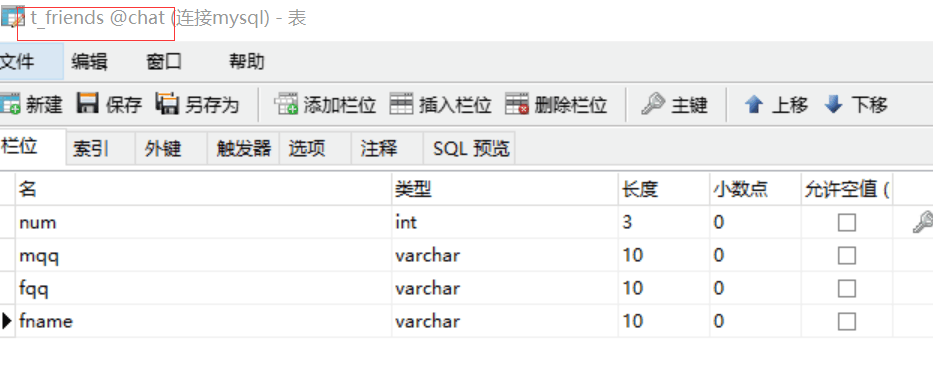 t_friends @chat (连接mysql) - 表
文件 编辑 窗口 帮助
新建 保存 另存为 添加栏位 插入栏位 删除栏位 主键 上移 下移
栏位 索引 外键 触发器 选项 注释 SQL 预览
名 类型 长度 小数点 允许空值 (
num int 3 0
mqq varchar 10 0
fqq varchar 10 0
fname varchar 10 0